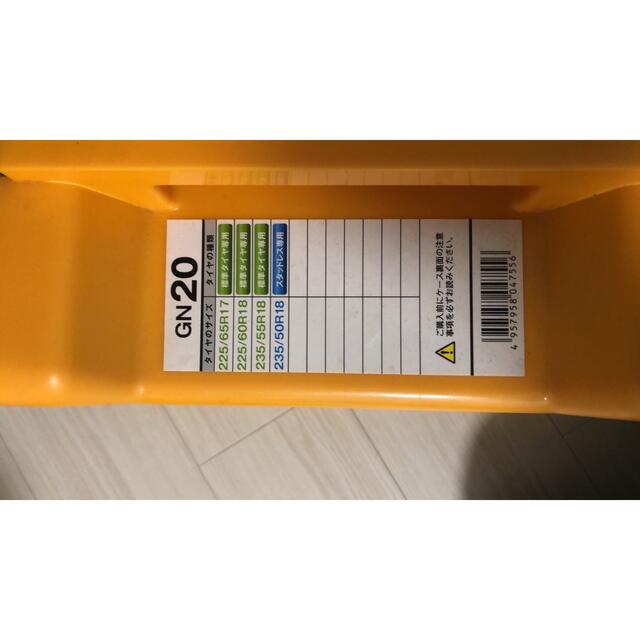 GN20
タイヤのサイズ タイヤの種類
225/65R17 標準タイヤ専用
225/60R18 標準タイヤ専用
235/55R18 標準タイヤ専用
235/50R18 スタッドレス専用
ご購入前にケース裏面の注意
事項を必ずお読みください。
4 957958 047556